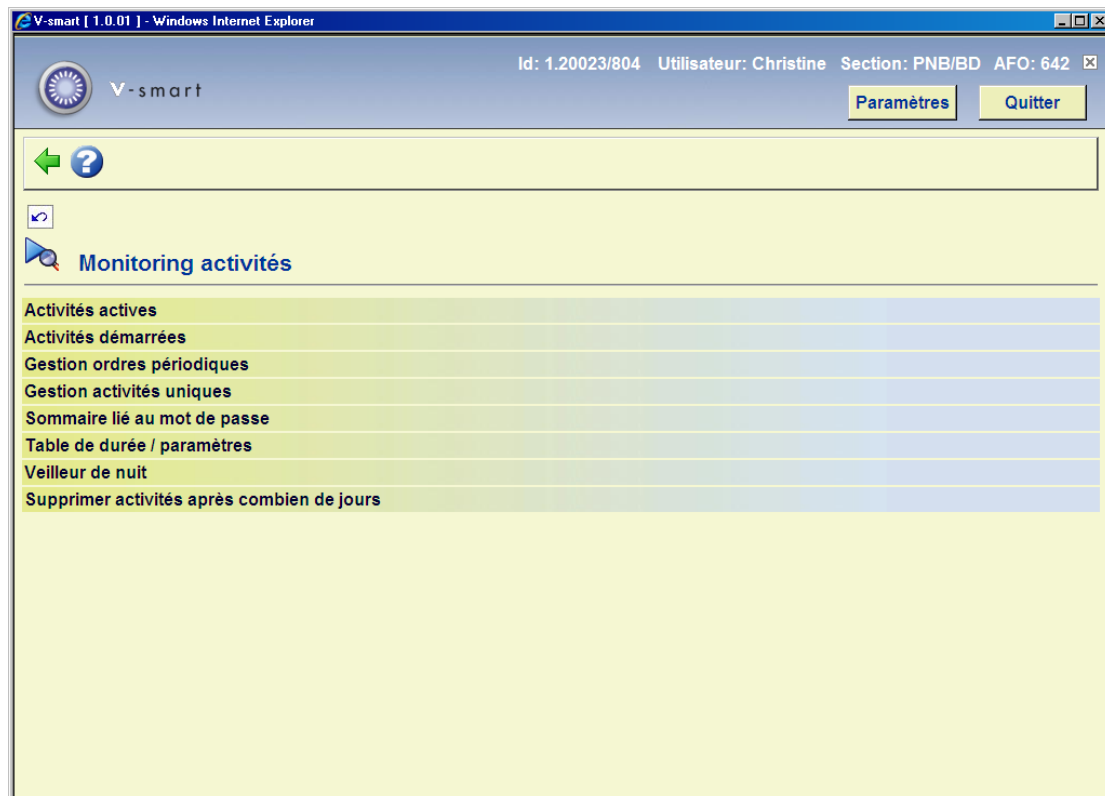 V-smart [ 1.0.01 ] - Windows Internet Explorer
Id: 1.20023/804 Utilisateur: Christine Section: PNB/BD AFO: 642
V-smart
Paramètres Quitter
?
Monitoring activités
Activités actives
Activités démarrées
Gestion ordres périodiques
Gestion activités uniques
Sommaire lié au mot de passe
Table de durée / paramètres
Veilleur de nuit
Supprimer activités après combien de jours